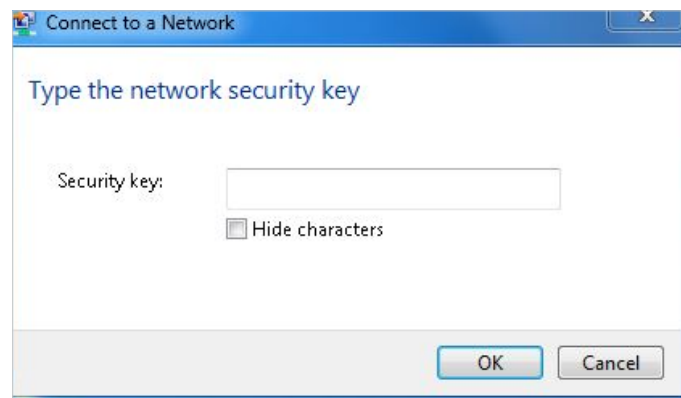 Connect to a Network
Type the network security key
Security key:
Hide characters
OK Cancel